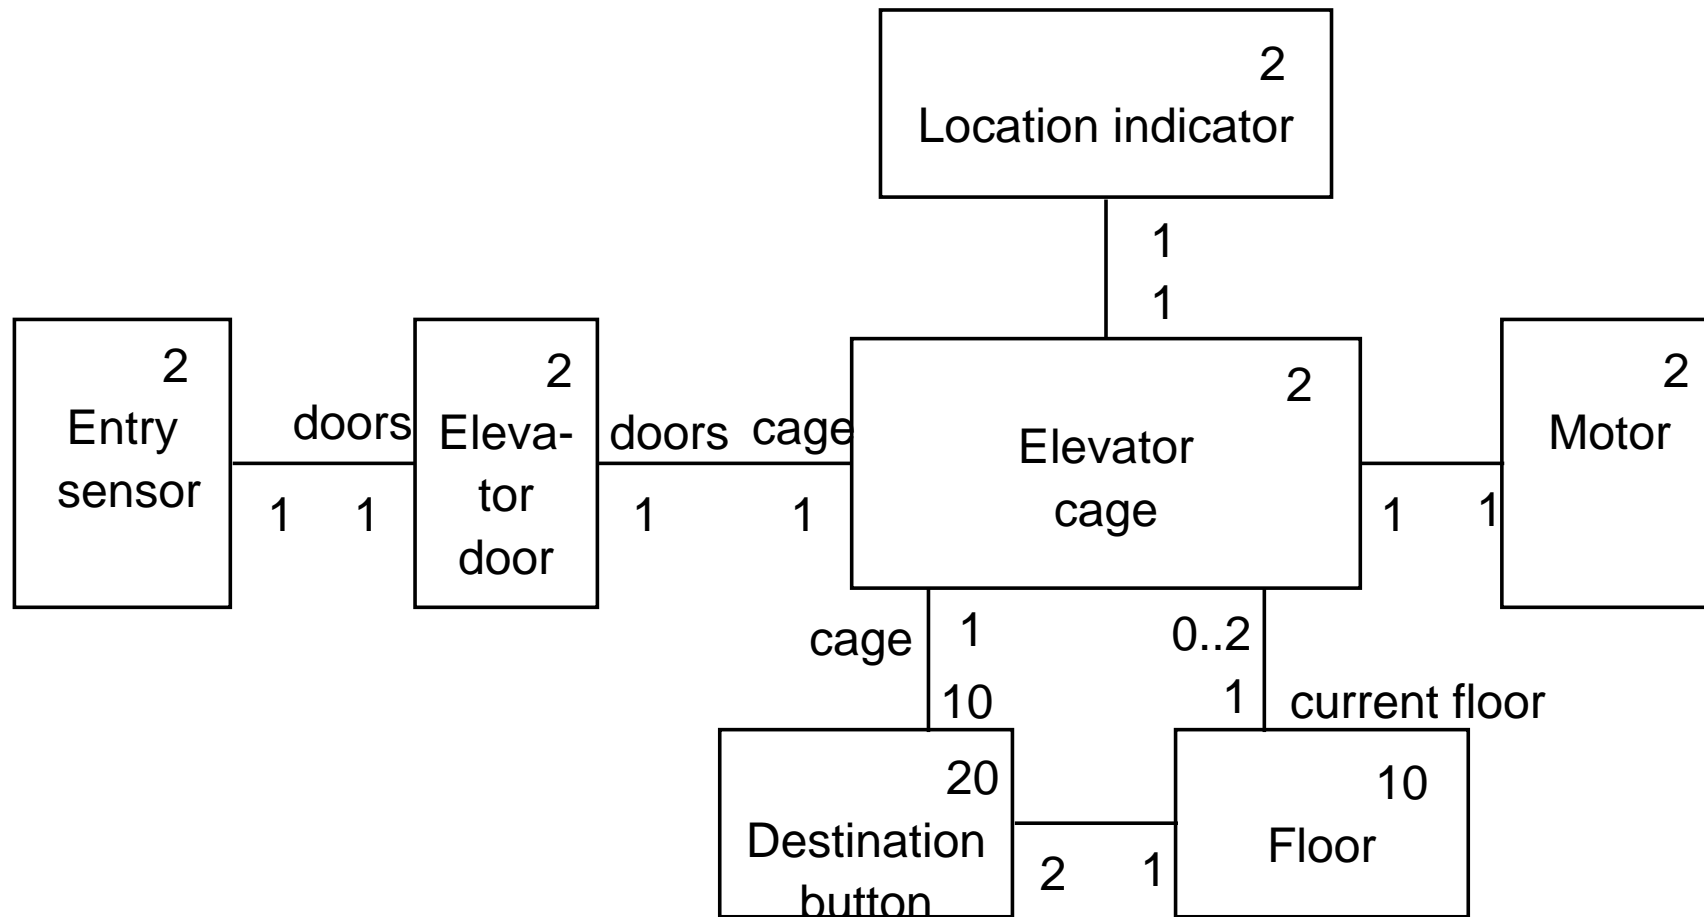 2
Location indicator
1
1
2
Entry
sensor
doors
1
1
2
Eleva-
tor
door
doors
cage
1
1
2
Elevator
cage
1
1
2
Motor
cage
1
10
0..2
1
current floor
20
Destination
button
2
1
10
Floor